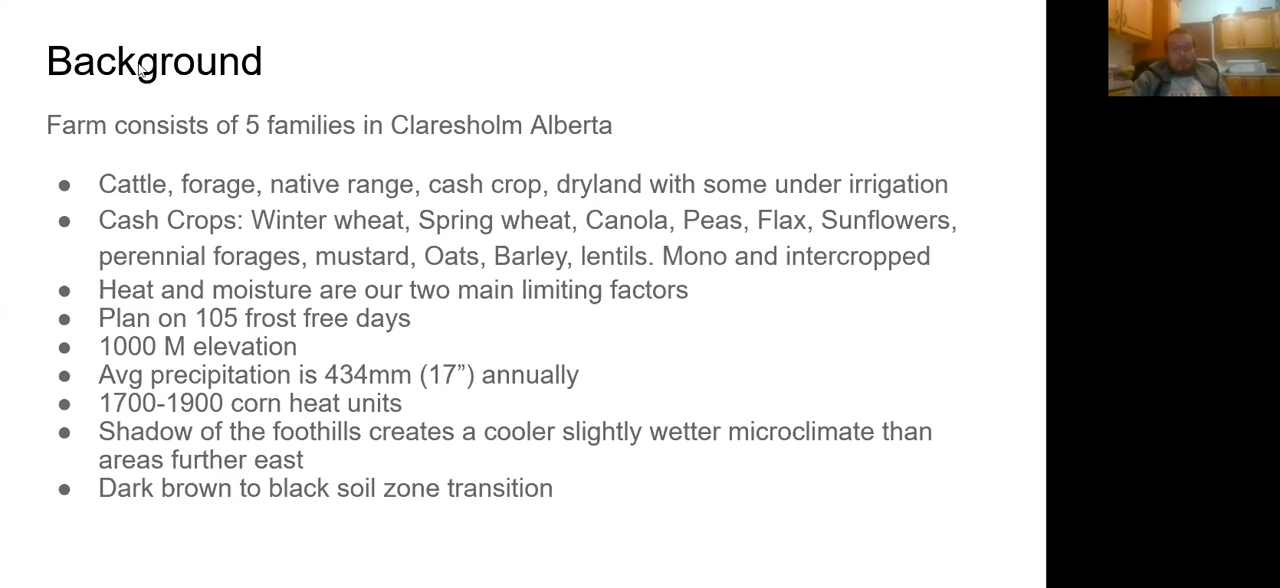 Background
Farm consists of 5 families in Claresholm Alberta
● Cattle, forage, native range, cash crop, dryland with some under irrigation
● Cash Crops: Winter wheat, Spring wheat, Canola, Peas, Flax, Sunflowers,
perennial forages, mustard, Oats, Barley, lentils. Mono and intercropped
● Heat and moisture are our two main limiting factors
● Plan on 105 frost free days
● 1000 M elevation
● Avg precipitation is 434mm (17”) annually
● 1700-1900 corn heat units
● Shadow of the foothills creates a cooler slightly wetter microclimate than
areas further east
● Dark brown to black soil zone transition